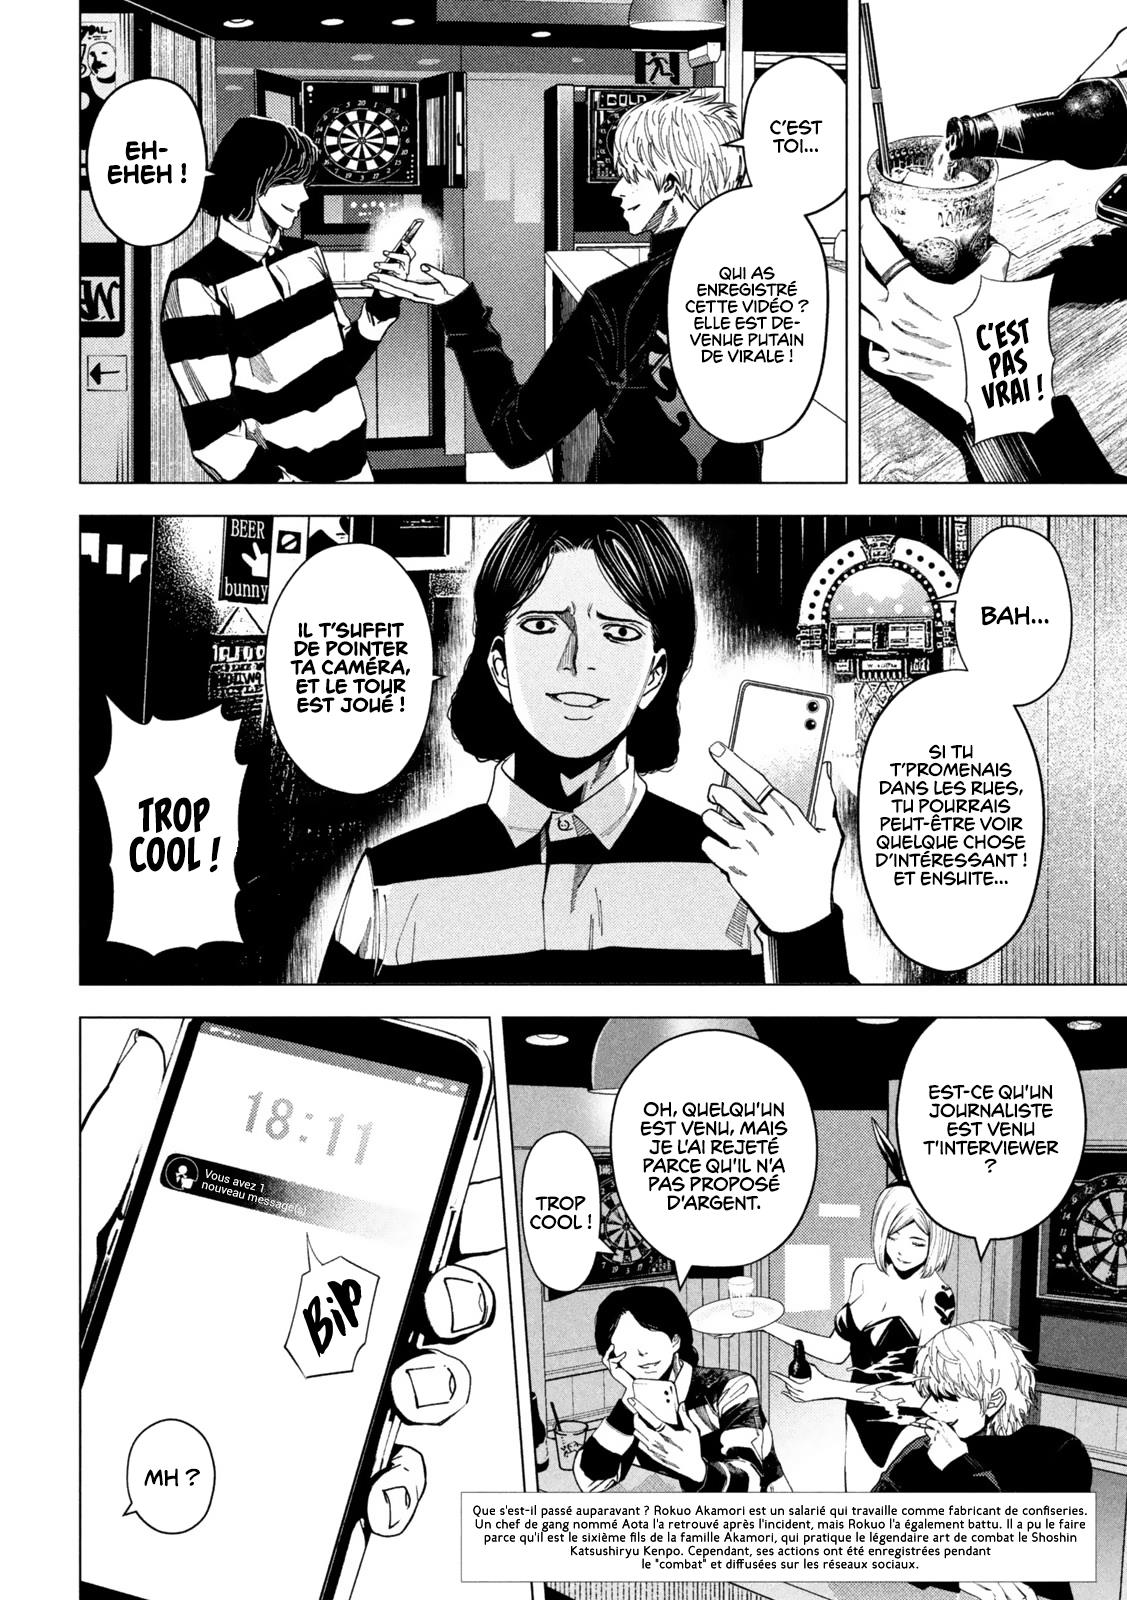 C'EST
PAS
VRAI !
C'EST
TOI...
QUI AS
ENREGISTRÉ
CETTE VIDÉO ?
ELLE EST DE-
VENUE PUTAIN
DE VIRALE !
EH-
EHEH !
COLD
BAH...
SI TU
T'PROMENAIS
DANS LES RUES,
TU POURRAIS
PEUT-ÊTRE VOIR
QUELQUE CHOSE
D'INTÉRESSANT !
ET ENSUITE...
IL T'SUFFIT
DE POINTER
TA CAMÉRA,
ET LE TOUR
EST JOUÉ !
BEER
bunny
TROP
COOL !
EST-CE QU'UN
JOURNALISTE
EST VENU
T'INTERVIEWER
?
OH, QUELQU'UN
EST VENU, MAIS
JE L'AI REJETÉ
PARCE QU'IL N'A
PAS PROPOSÉ
D'ARGENT.
TROP
COOL !
18:11
Vous avez 1
nouveau message(s)
BIP
MH ?
Que s'est-il passé auparavant ? Rokuo Akamori est un salarié qui travaille comme fabricant de confiseries.
Un chef de gang nommé Aota l'a retrouvé après l'incident, mais Rokuo l'a également battu. Il a pu le faire
parce qu'il est le sixième fils de la famille Akamori, qui pratique le légendaire art de combat le Shoshin
Katsushiryu Kenpo. Cependant, ses actions ont été enregistrées pendant
le "combat" et diffusées sur les réseaux sociaux.